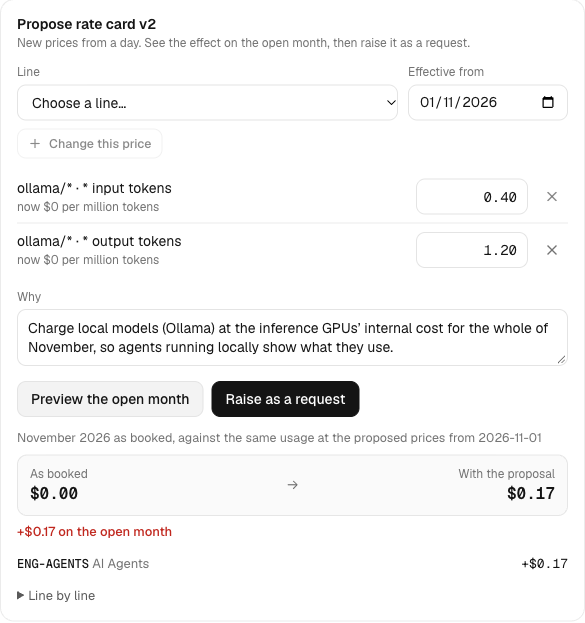 Propose rate card v2
New prices from a day. See the effect on the open month, then raise it as a request.
Line
Effective from
Choose a line...
01/11/2026
+ Change this price
ollama/* · * input tokens
now $0 per million tokens
0.40 ×
ollama/* · * output tokens
now $0 per million tokens
1.20 ×
Why
Charge local models (Ollama) at the inference GPUs’ internal cost for the whole of
November, so agents running locally show what they use.
Preview the open month
Raise as a request
November 2026 as booked, against the same usage at the proposed prices from 2026-11-01
As booked
$0.00
→
With the proposal
$0.17
+$0.17 on the open month
ENG-AGENTS AI Agents +$0.17
Line by line